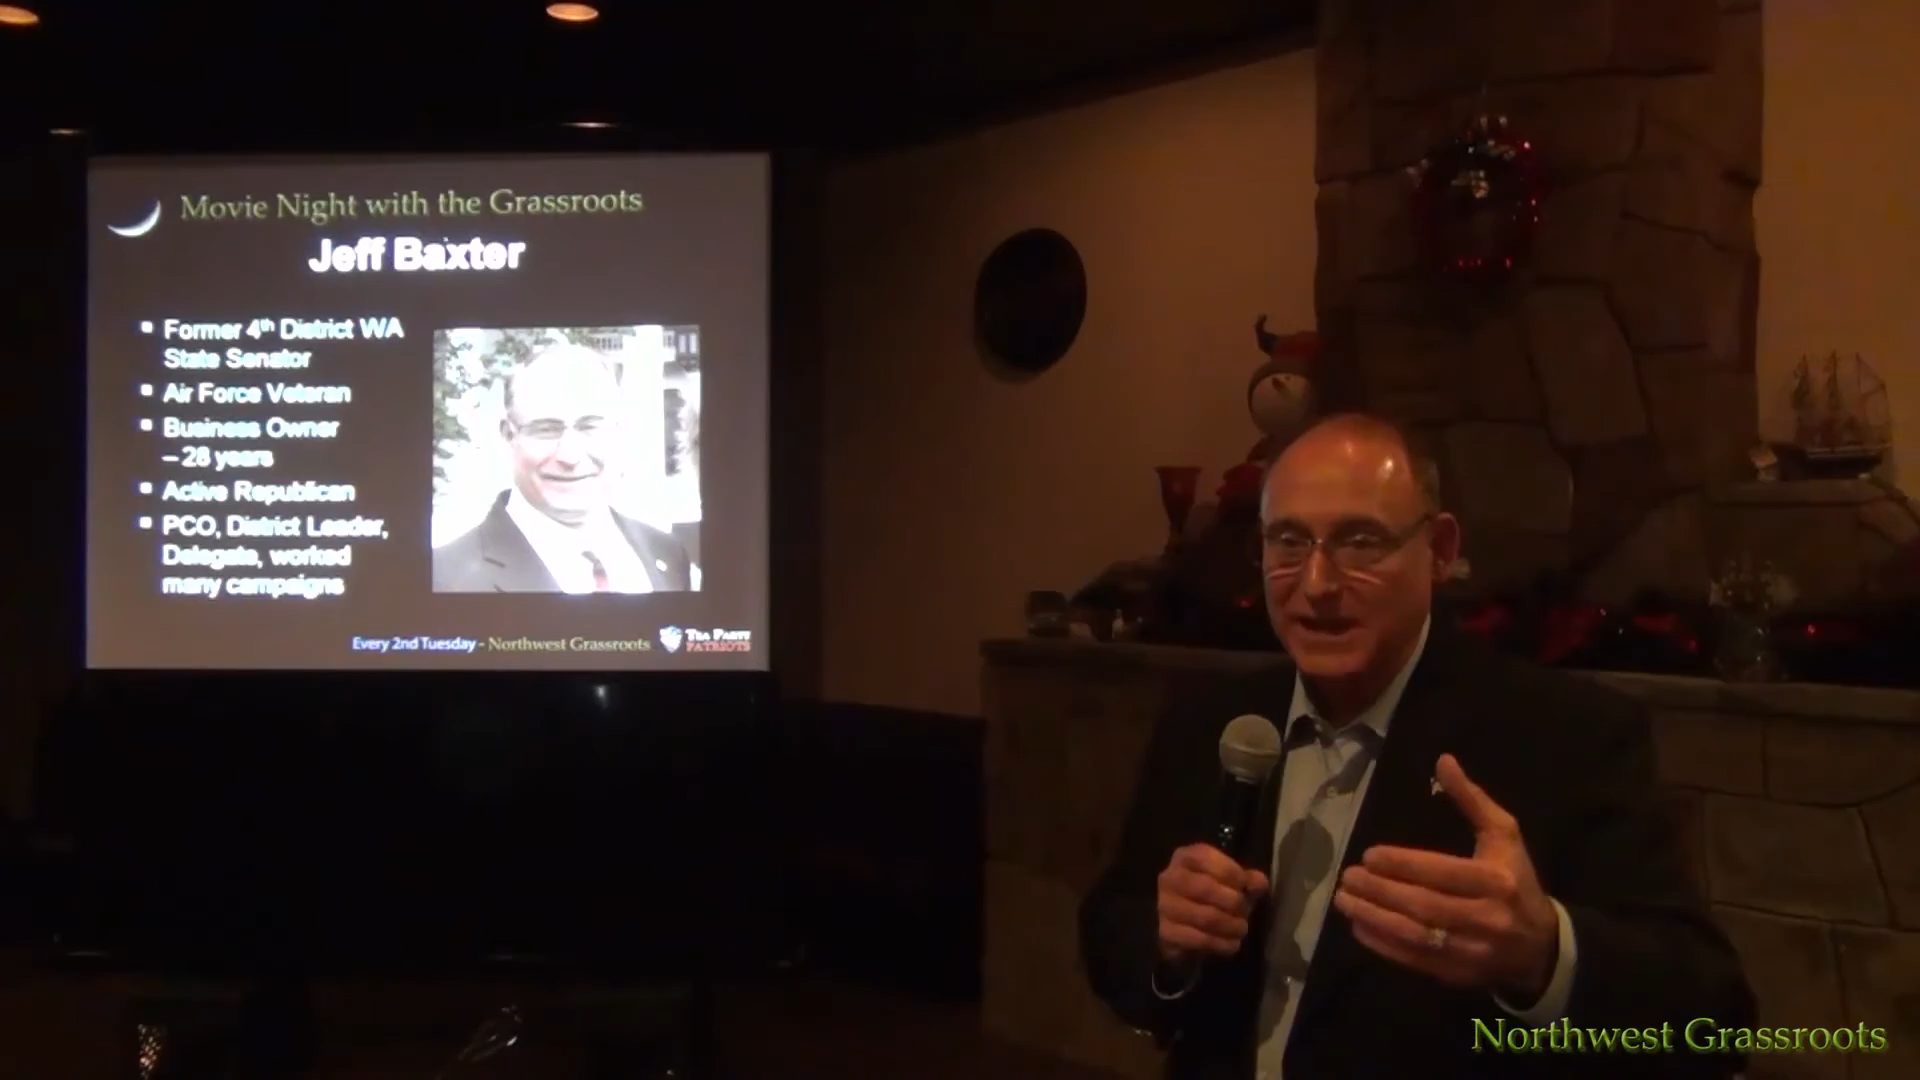 Movie Night with the Grassroots
Jeff Baxter
Former 4th District WA
State Senator
Air Force Veteran
Business Owner
– 28 years
Active Republican
PCO, District Leader,
Delegate, worked
many campaigns
Every 2nd Tuesday - Northwest Grassroots
TEA PARTY
PATRIOTS
Northwest Grassroots